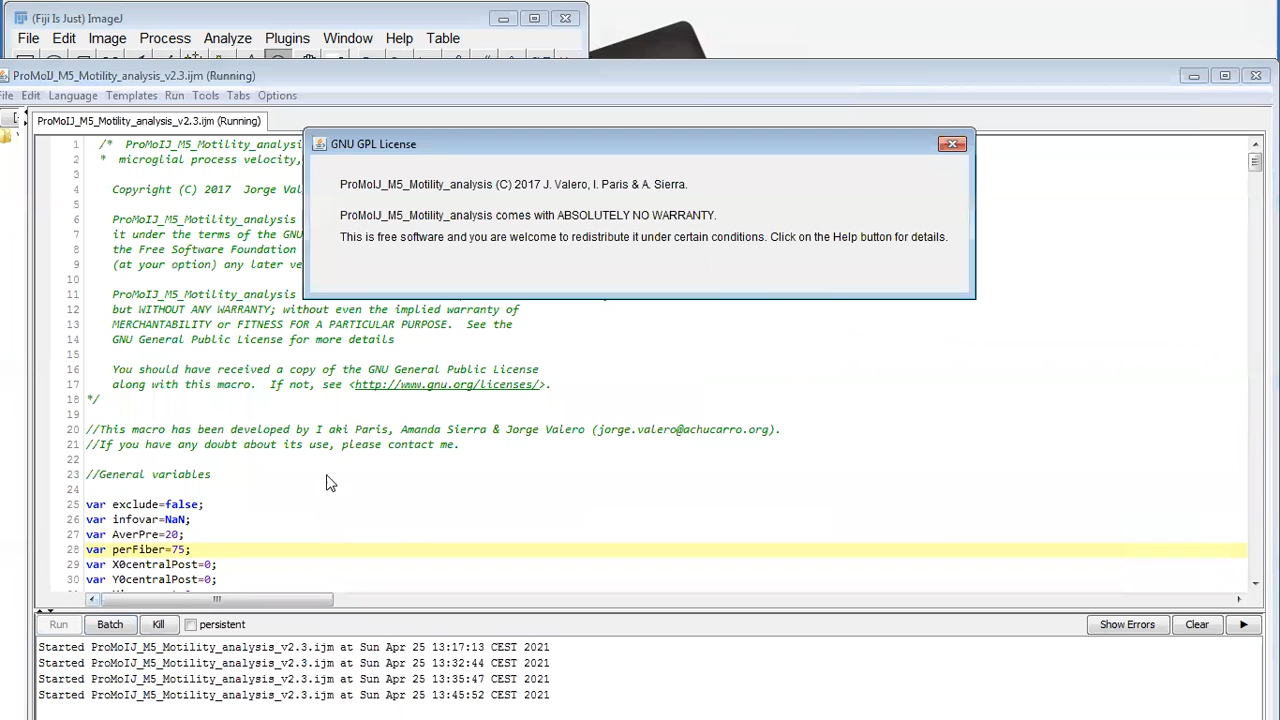 (Fiji Is Just) ImageJ
File Edit Image Process Analyze Plugins Window Help Table
ProMoIJ_M5_Motility_analysis_v2.3.ijm (Running)
File Edit Language Templates Run Tools Tabs Options
ProMoIJ_M5_Motility_analysis_v2.3.ijm (Running)
GNU GPL License
ProMoIJ_M5_Motility_analysis (C) 2017 J. Valero, I. Paris & A. Sierra.
ProMoIJ_M5_Motility_analysis comes with ABSOLUTELY NO WARRANTY.
This is free software and you are welcome to redistribute it under certain conditions. Click on the Help button for details.
1 /* ProMoIJ_M5_Motility_analysi
2 * microglial process velocity,
3
4 Copyright (C) 2017 Jorge Val
5
6 ProMoIJ_M5_Motility_analysis
7 it under the terms of the GNU
8 the Free Software Foundation
9 (at your option) any later ve
10
11 ProMoIJ_M5_Motility_analysis
12 but WITHOUT ANY WARRANTY; without even the implied warranty of
13 MERCHANTABILITY or FITNESS FOR A PARTICULAR PURPOSE. See the
14 GNU General Public License for more details
15
16 You should have received a copy of the GNU General Public License
17 along with this macro. If not, see <http://www.gnu.org/licenses/>.
18 */
19
20 //This macro has been developed by I aki Paris, Amanda Sierra & Jorge Valero (jorge.valero@achucarro.org).
21 //If you have any doubt about its use, please contact me.
22
23 //General variables
24
25 var exclude=false;
26 var infovar=NaN;
27 var AverPre=20;
28 var perFiber=75;
29 var X0centralPost=0;
30 var Y0centralPost=0;
Run Batch Kill persistent Show Errors Clear
Started ProMoIJ_M5_Motility_analysis_v2.3.ijm at Sun Apr 25 13:17:13 CEST 2021
Started ProMoIJ_M5_Motility_analysis_v2.3.ijm at Sun Apr 25 13:32:44 CEST 2021
Started ProMoIJ_M5_Motility_analysis_v2.3.ijm at Sun Apr 25 13:35:47 CEST 2021
Started ProMoIJ_M5_Motility_analysis_v2.3.ijm at Sun Apr 25 13:45:52 CEST 2021